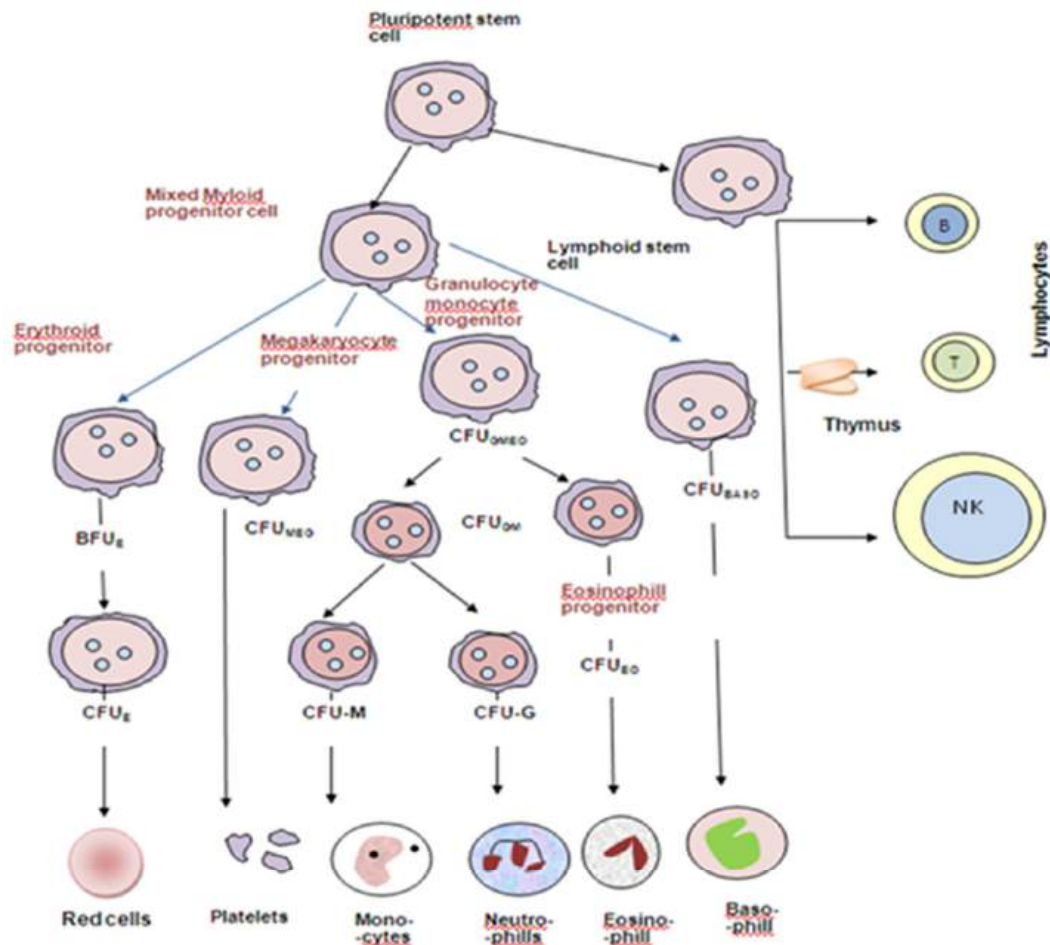 Pluripotent stem
cell
Mixed Myloid
progenitor cell
Lymphoid stem
cell
Granulocyte
monocyte
progenitor
Erythroid
progenitor
Megakaryocyte
progenitor
B
T
NK
Lymphocytes
Thymus
CFUGMEO
CFUBASO
BFUE
CFUMEG
CFUGM
Eosinophill
progenitor
CFUE
CFU-M
CFU-G
CFUEO
Red cells
Platelets
Mono-
-cytes
Neutro-
-phills
Eosino-
-phill
Baso-
-phill